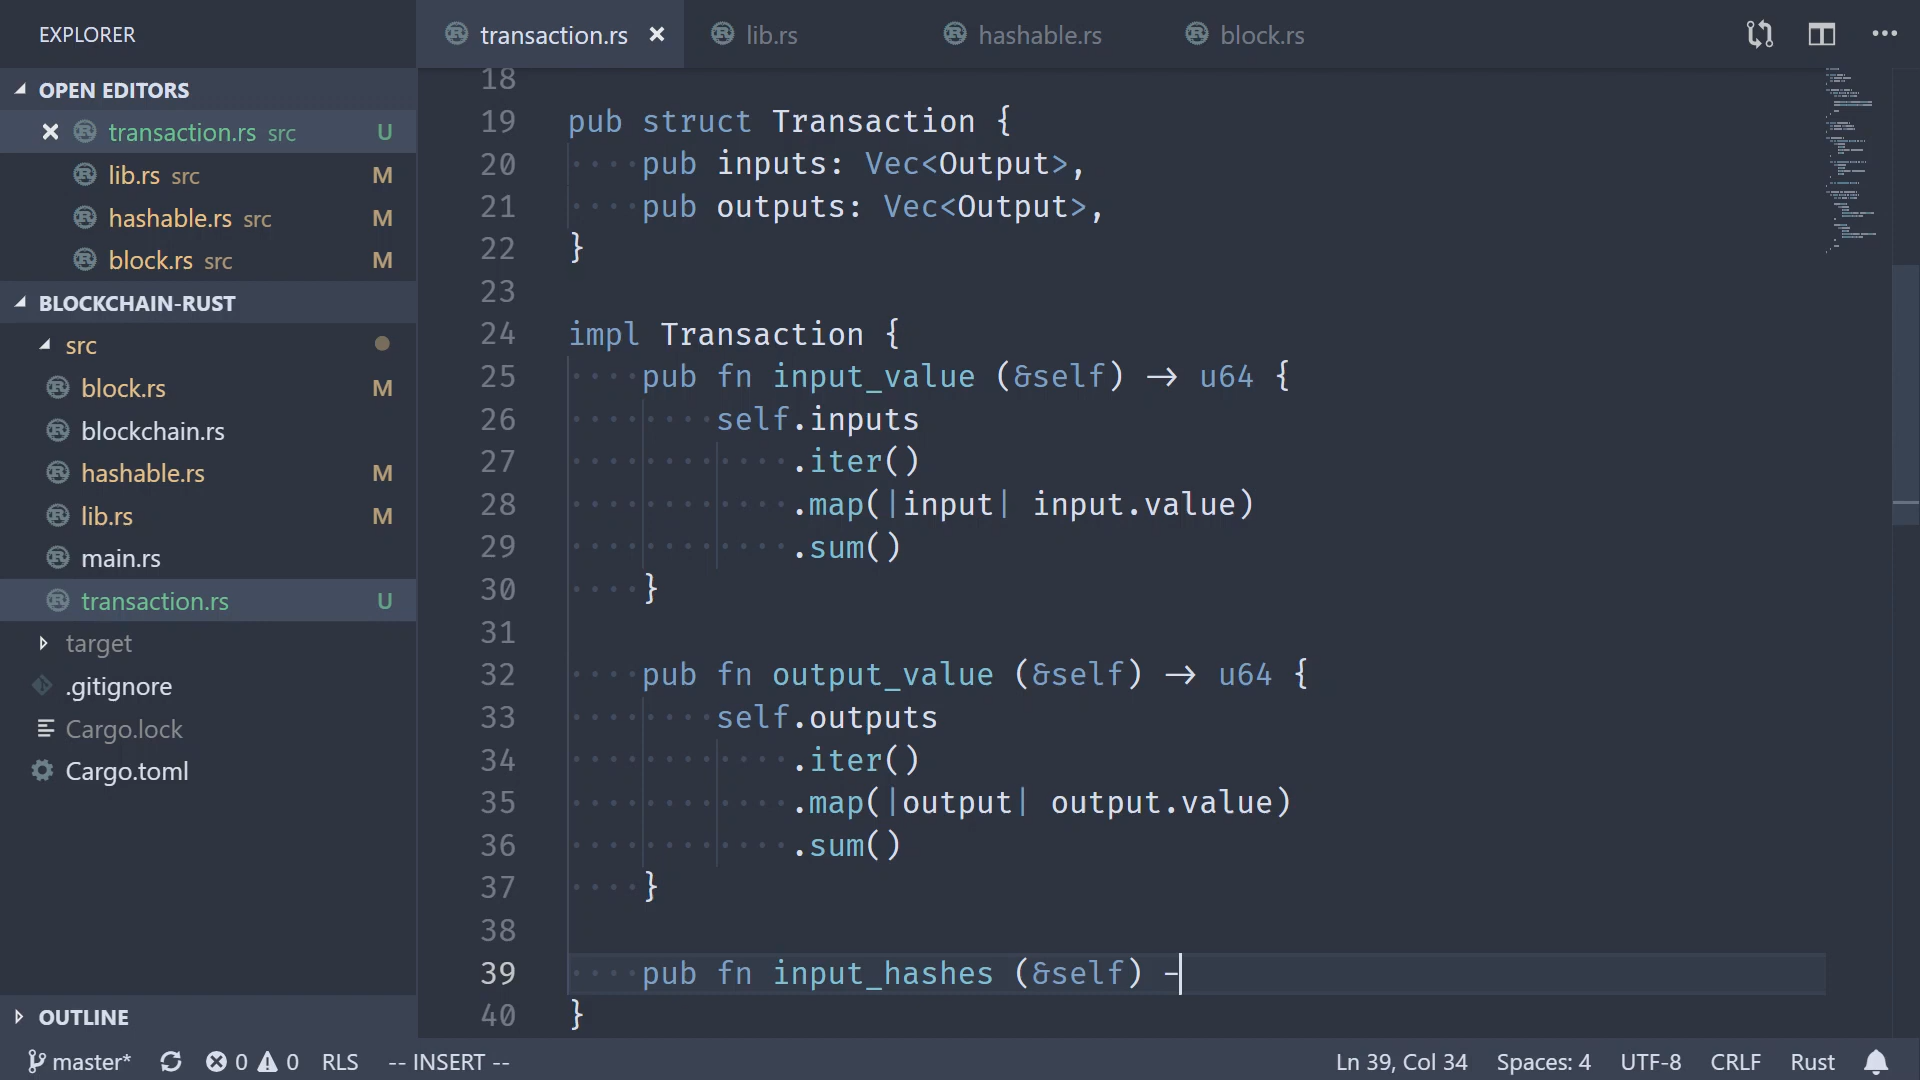 EXPLORER
transaction.rs
lib.rs
hashable.rs
block.rs
OPEN EDITORS
transaction.rs src U
lib.rs src M
hashable.rs src M
block.rs src M
BLOCKCHAIN-RUST
src
block.rs M
blockchain.rs
hashable.rs M
lib.rs M
main.rs
transaction.rs U
target
.gitignore
Cargo.lock
Cargo.toml
OUTLINE
18
19 pub struct Transaction {
20 ····pub inputs: Vec<Output>,
21 ····pub outputs: Vec<Output>,
22 }
23
24 impl Transaction {
25 ····pub fn input_value (&self) -> u64 {
26 ········self.inputs
27 ············.iter()
28 ············.map(|input| input.value)
29 ············.sum()
30 ····}
31
32 ····pub fn output_value (&self) -> u64 {
33 ········self.outputs
34 ············.iter()
35 ············.map(|output| output.value)
36 ············.sum()
37 ····}
38
39 ····pub fn input_hashes (&self) -
40 }
master* 0 0 RLS -- INSERT -- Ln 39, Col 34 Spaces: 4 UTF-8 CRLF Rust